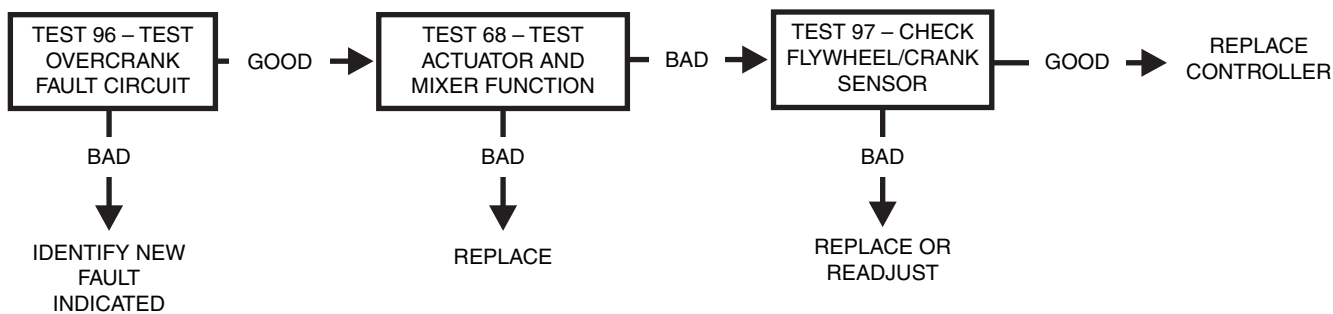 TEST 96 – TEST
OVERCRANK
FAULT CIRCUIT
GOOD
TEST 68 – TEST
ACTUATOR AND
MIXER FUNCTION
BAD
TEST 97 – CHECK
FLYWHEEL/CRANK
SENSOR
GOOD
REPLACE
CONTROLLER
BAD
BAD
BAD
IDENTIFY NEW
FAULT
INDICATED
REPLACE
REPLACE OR
READJUST